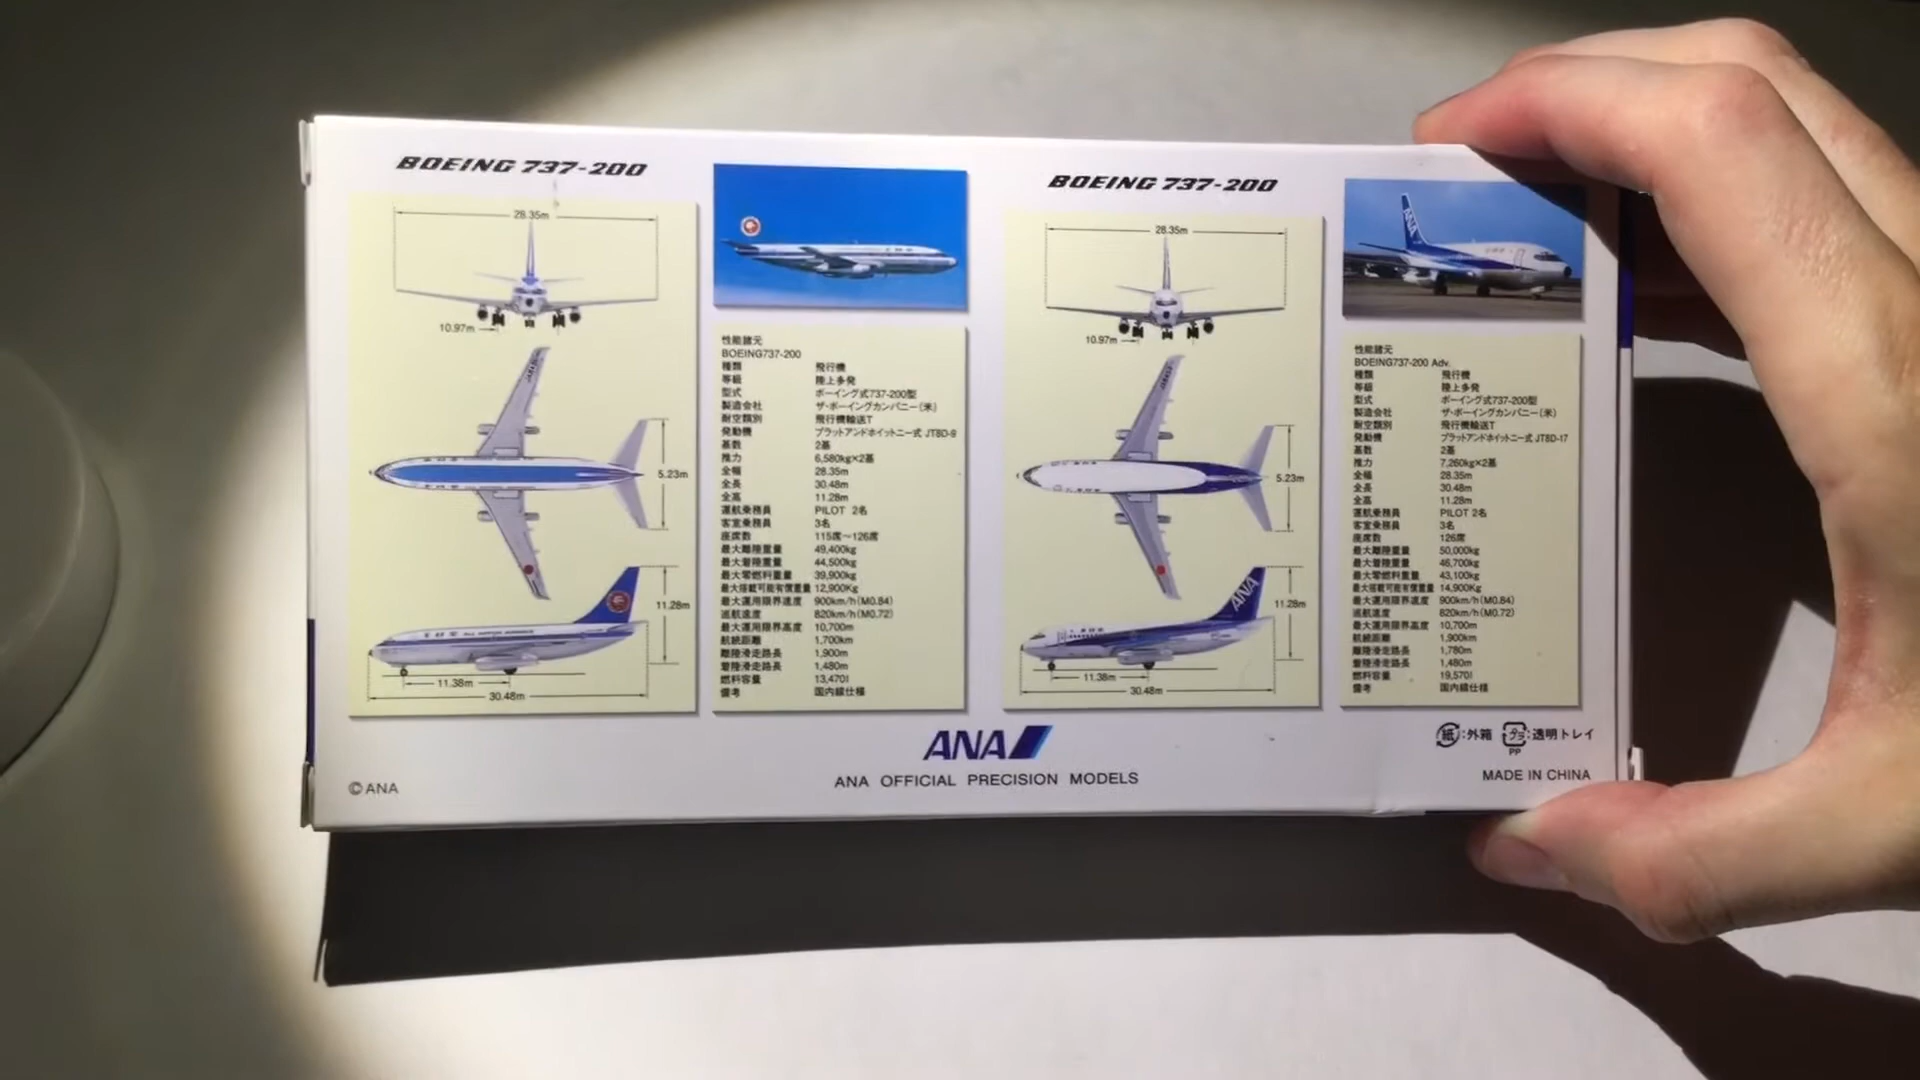 BOEING 737-200
28.35m
10.97m
5.23m
11.28m
11.38m
30.48m
性能諸元
BOEING737-200
種類 飛行機
等級 陸上多発
型式 ボーイング式737-200型
製造会社 ザ・ボーイングカンパニー(米)
耐空類別 飛行機輸送T
発動機 プラットアンドホイットニー式 JT8D-9
基数 2基
推力 6,580kg×2基
全幅 28.35m
全長 30.48m
全高 11.28m
運航乗務員 PILOT 2名
客室乗務員 3名
座席数 115席〜126席
最大離陸重量 49,400kg
最大着陸重量 44,500kg
最大零燃料重量 39,900kg
最大搭載可能有償重量 12,900Kg
最大運用限界速度 900km/h(M0.84)
巡航速度 820km/h(M0.72)
最大運用限界高度 10,700m
航続距離 1,700km
離陸滑走路長 1,900m
着陸滑走路長 1,480m
燃料容量 13,470l
備考 国内線仕様
BOEING 737-200
28.35m
10.97m
5.23m
ANA
11.28m
11.38m
30.48m
ANA
性能諸元
BOEING737-200 Adv.
種類 飛行機
等級 陸上多発
型式 ボーイング式737-200型
製造会社 ザ・ボーイングカンパニー(米)
耐空類別 飛行機輸送T
発動機 プラットアンドホイットニー式 JT8D-17
基数 2基
推力 7,260kg×2基
全幅 28.35m
全長 30.48m
全高 11.28m
運航乗務員 PILOT 2名
客室乗務員 3名
座席数 126席
最大離陸重量 50,000kg
最大着陸重量 46,700kg
最大零燃料重量 43,100kg
最大搭載可能有償重量 14,900Kg
最大運用限界速度 900km/h(M0.84)
巡航速度 820km/h(M0.72)
最大運用限界高度 10,700m
航続距離 1,900km
離陸滑走路長 1,780m
着陸滑走路長 1,480m
燃料容量 19,570l
備考 国内線仕様
ANA
ANA OFFICIAL PRECISION MODELS
©ANA
紙:外箱 プラ:透明トレイ
PP
MADE IN CHINA